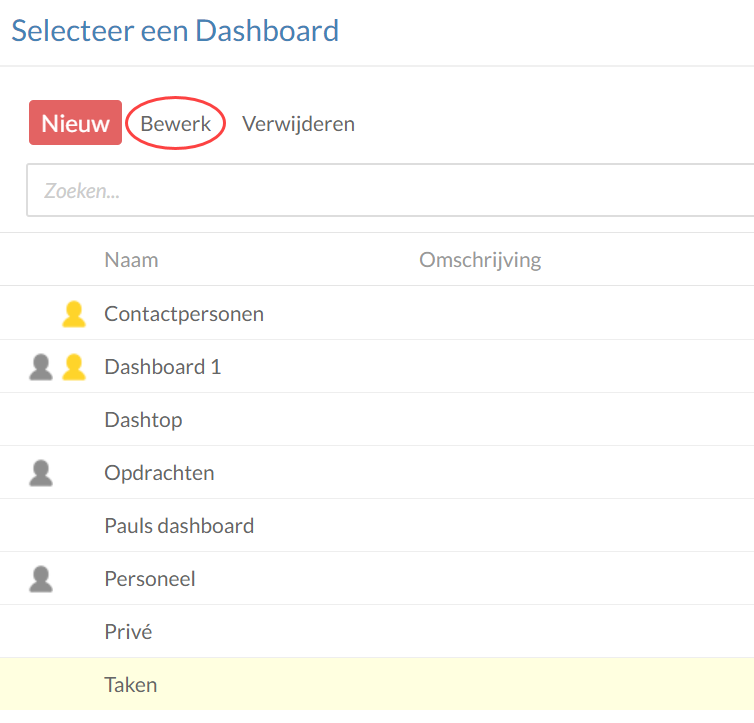 Selecteer een Dashboard
Nieuw Bewerk Verwijderen
Zoeken...
Naam Omschrijving
Contactpersonen
Dashboard 1
Dashtop
Opdrachten
Pauls dashboard
Personeel
Privé
Taken